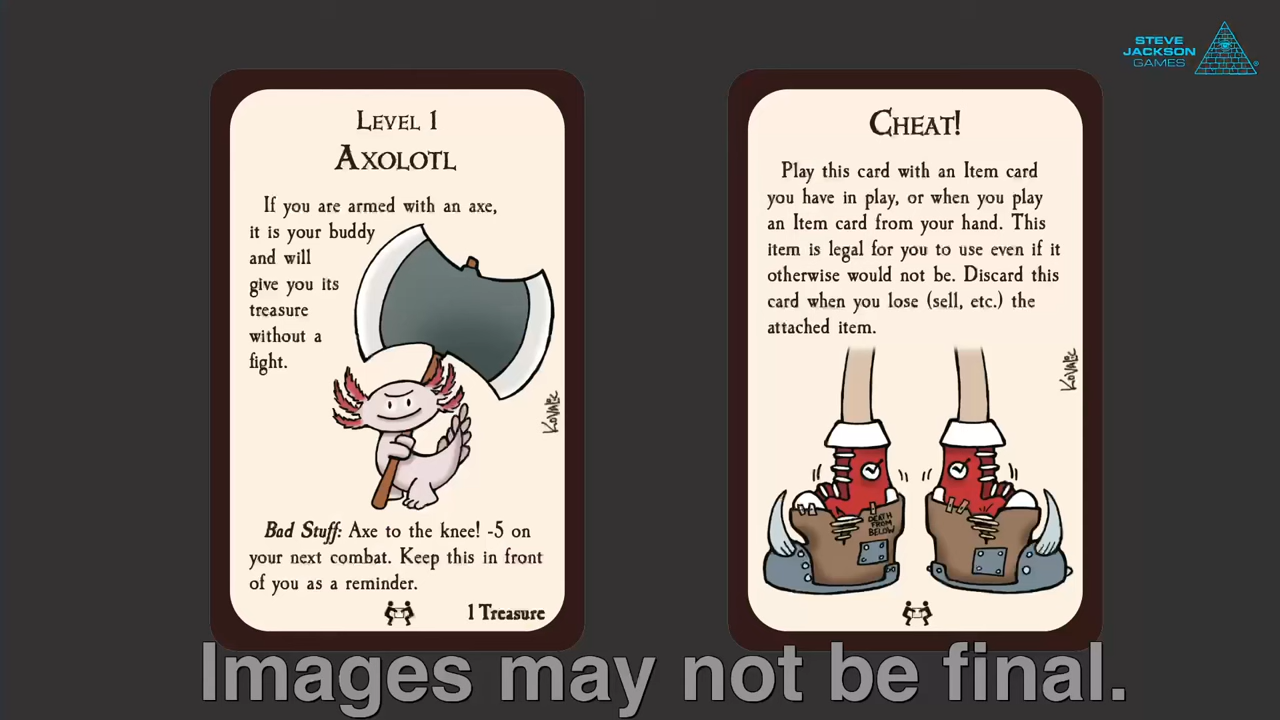 STEVE
JACKSON
GAMES
LEVEL 1
AXOLOTL
If you are armed with an axe,
it is your buddy
and will
give you its
treasure
without a
fight.
KOVALIC
Bad Stuff: Axe to the knee! -5 on
your next combat. Keep this in front
of you as a reminder.
1 Treasure
CHEAT!
Play this card with an Item card
you have in play, or when you play
an Item card from your hand. This
item is legal for you to use even if it
otherwise would not be. Discard this
card when you lose (sell, etc.) the
attached item.
KOVALIC
DEATH
FROM
BELOW
Images may not be final.